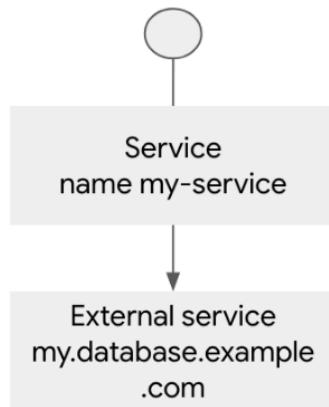 Service
name my-service
External service
my.database.example
.com